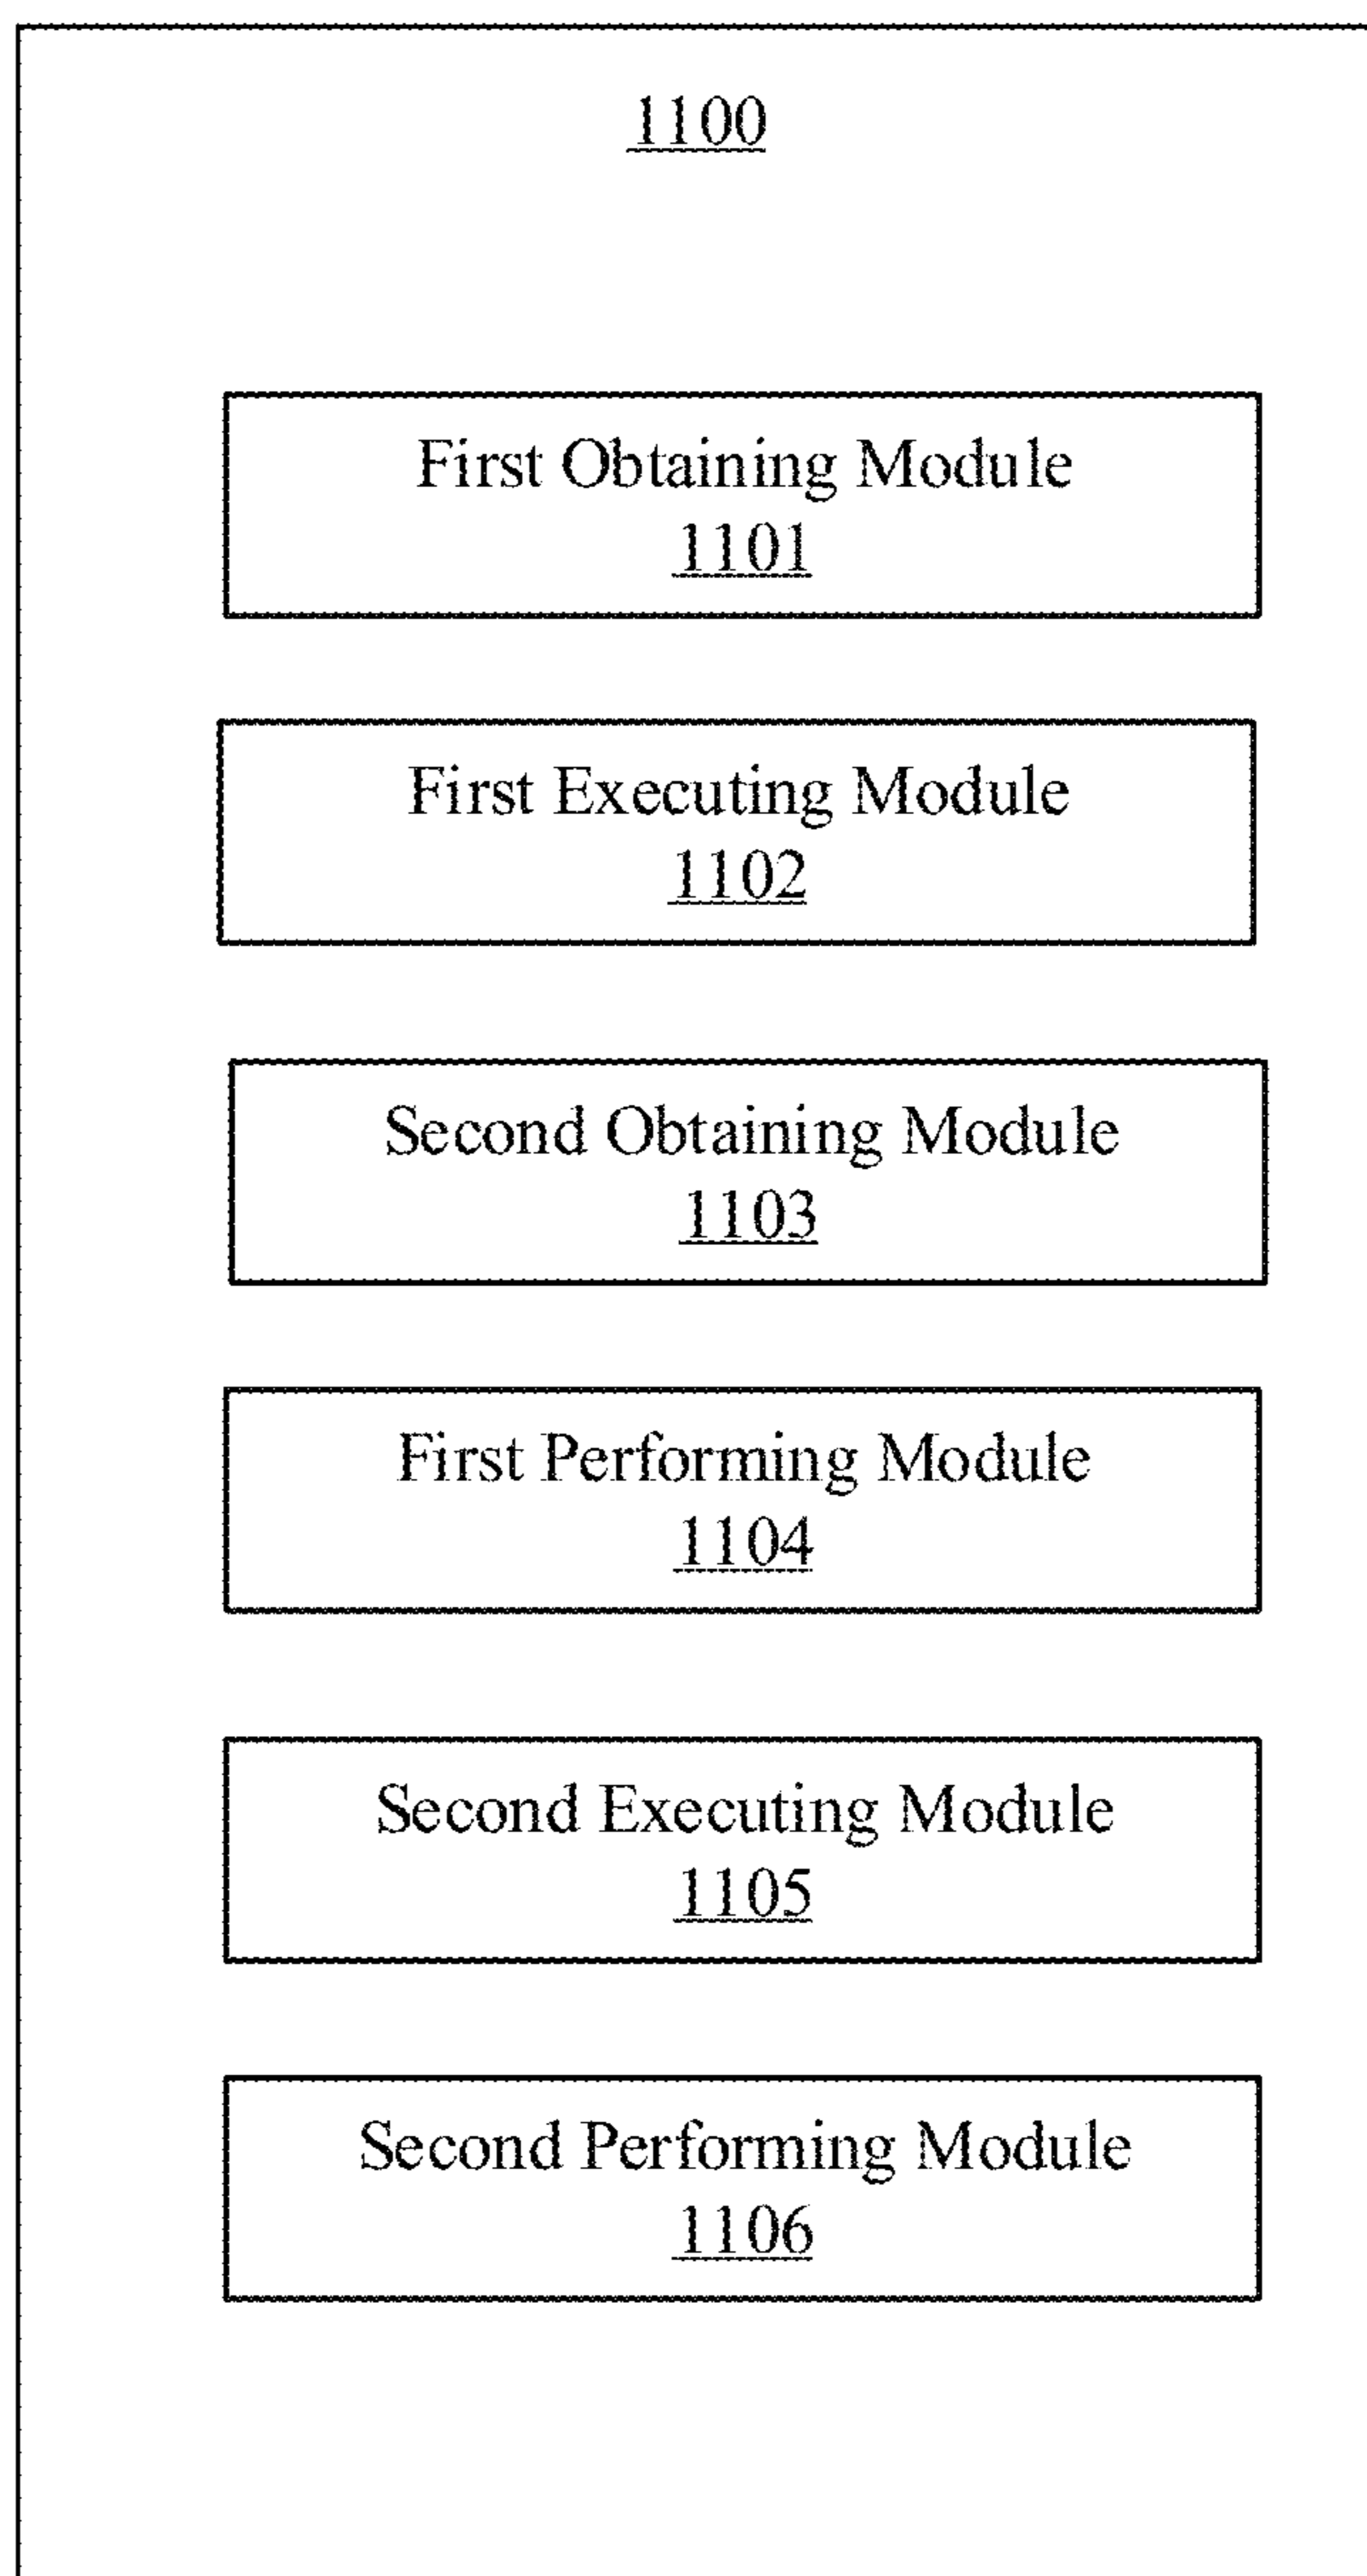 1100
First Obtaining Module
1101
First Executing Module
1102
Second Obtaining Module
1103
First Performing Module
1104
Second Executing Module
1105
Second Performing Module
1106